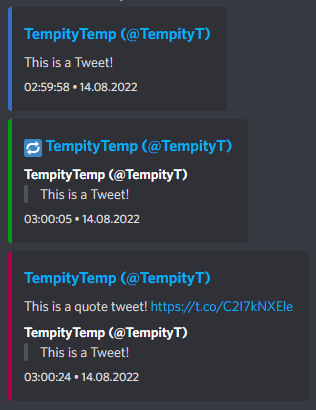 TempityTemp (@TempityT)
This is a Tweet!
02:59:58 • 14.08.2022
TempityTemp (@TempityT)
TempityTemp (@TempityT)
This is a Tweet!
03:00:05 • 14.08.2022
TempityTemp (@TempityT)
This is a quote tweet! https://t.co/C2I7kNXEle
TempityTemp (@TempityT)
This is a Tweet!
03:00:24 • 14.08.2022